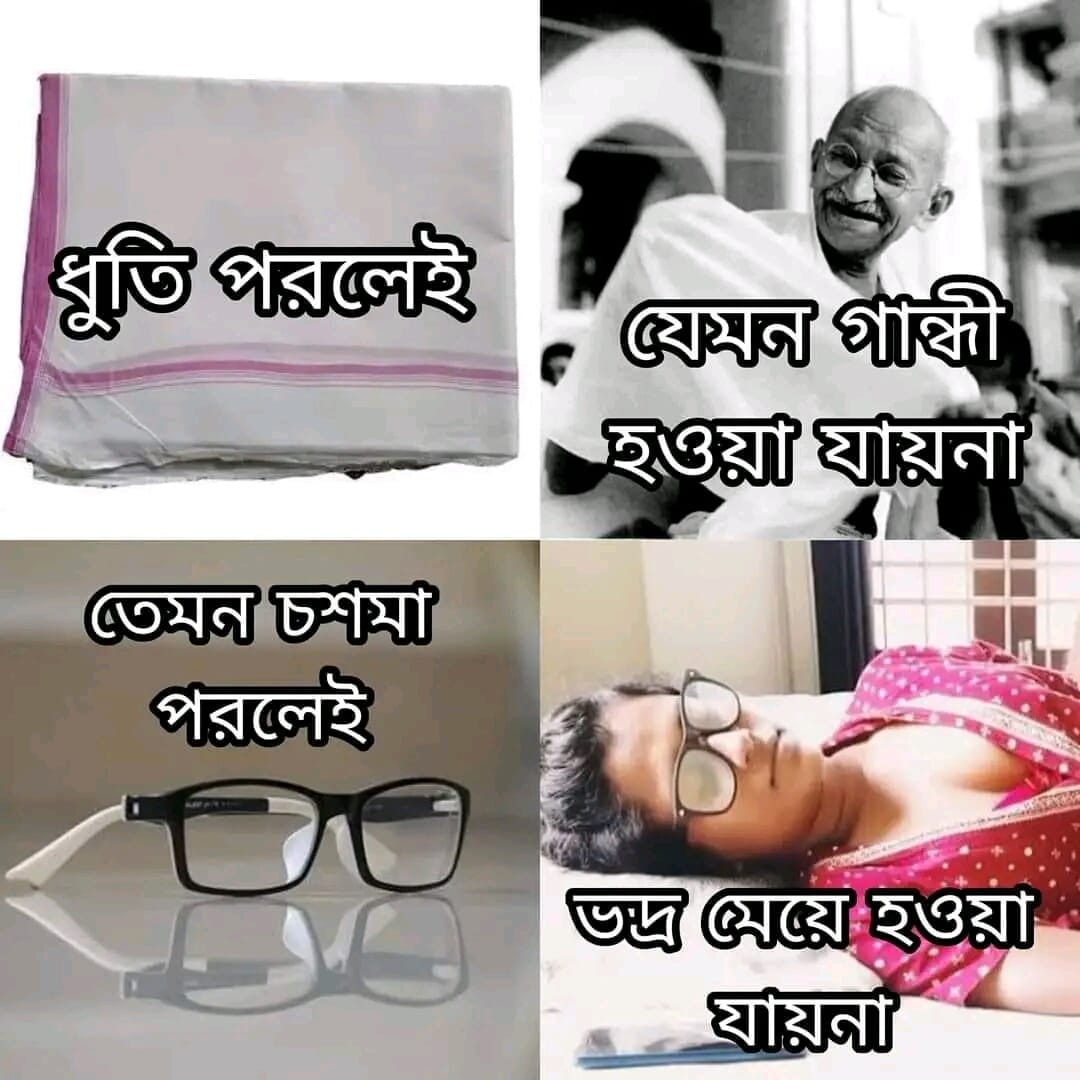 ধুতি পরলেই
যেমন গান্ধী
হওয়া যায়না
তেমন চশমা
পরলেই
ভদ্র মেয়ে হওয়া
যায়না